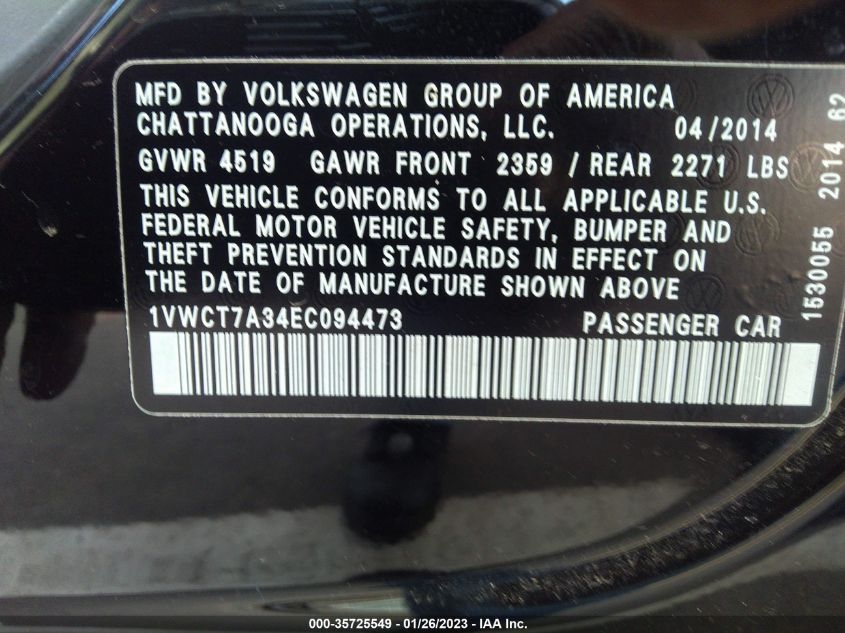 MFD BY VOLKSWAGEN GROUP OF AMERICA
CHATTANOOGA OPERATIONS, LLC. 04/2014
GVWR 4519 GAWR FRONT 2359 / REAR 2271 LBS
THIS VEHICLE CONFORMS TO ALL APPLICABLE U.S.
FEDERAL MOTOR VEHICLE SAFETY, BUMPER AND
THEFT PREVENTION STANDARDS IN EFFECT ON
THE DATE OF MANUFACTURE SHOWN ABOVE
1VWCT7A34EC094473 PASSENGER CAR
1530055 2014 62
000-35725549 - 01/26/2023 - IAA Inc.